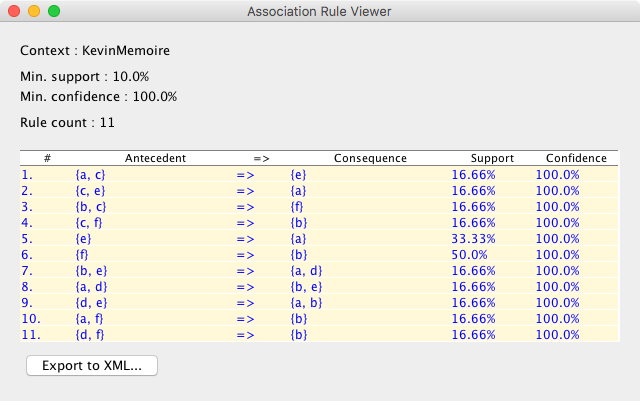 Association Rule Viewer
Context : KevinMemoire
Min. support : 10.0%
Min. confidence : 100.0%
Rule count : 11
# Antecedent => Consequence Support Confidence
1. {a, c} => {e} 16.66% 100.0%
2. {c, e} => {a} 16.66% 100.0%
3. {b, c} => {f} 16.66% 100.0%
4. {c, f} => {b} 16.66% 100.0%
5. {e} => {a} 33.33% 100.0%
6. {f} => {b} 50.0% 100.0%
7. {b, e} => {a, d} 16.66% 100.0%
8. {a, d} => {b, e} 16.66% 100.0%
9. {d, e} => {a, b} 16.66% 100.0%
10. {a, f} => {b} 16.66% 100.0%
11. {d, f} => {b} 16.66% 100.0%
Export to XML...